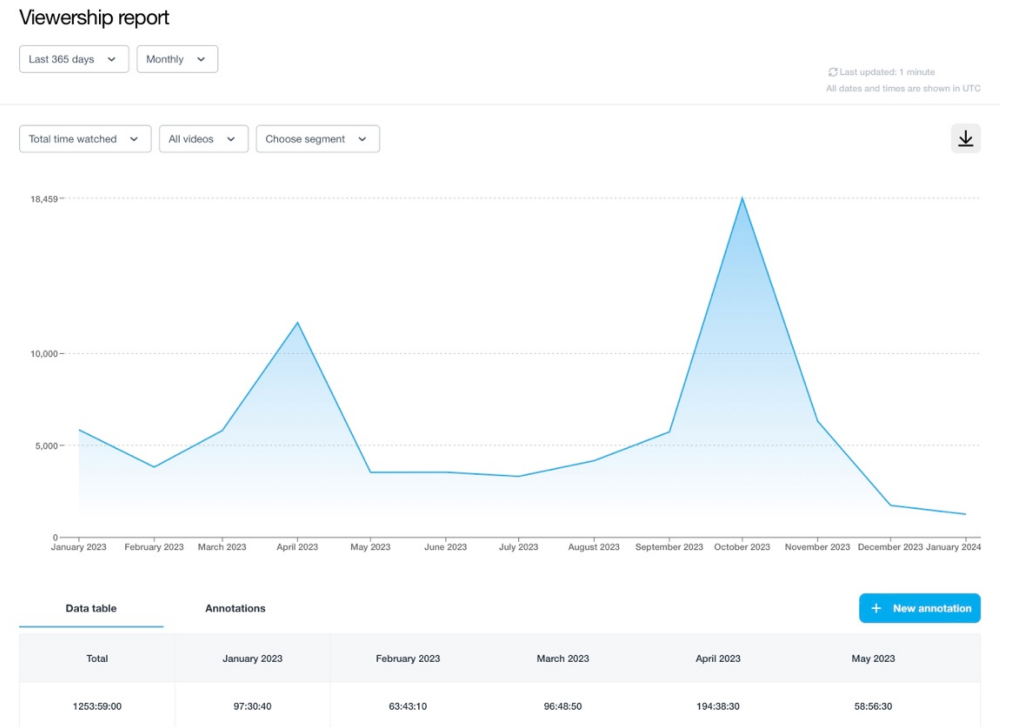 Viewership report
Last 365 days Monthly
Last updated: 1 minute
All dates and times are shown in UTC
Total time watched All videos Choose segment
18,459
10,000
5,000
0
January 2023 February 2023 March 2023 April 2023 May 2023 June 2023 July 2023 August 2023 September 2023 October 2023 November 2023 December 2023 January 2024
Data table Annotations + New annotation
Total January 2023 February 2023 March 2023 April 2023 May 2023
1253:59:00 97:30:40 63:43:10 96:48:50 194:38:30 58:56:30